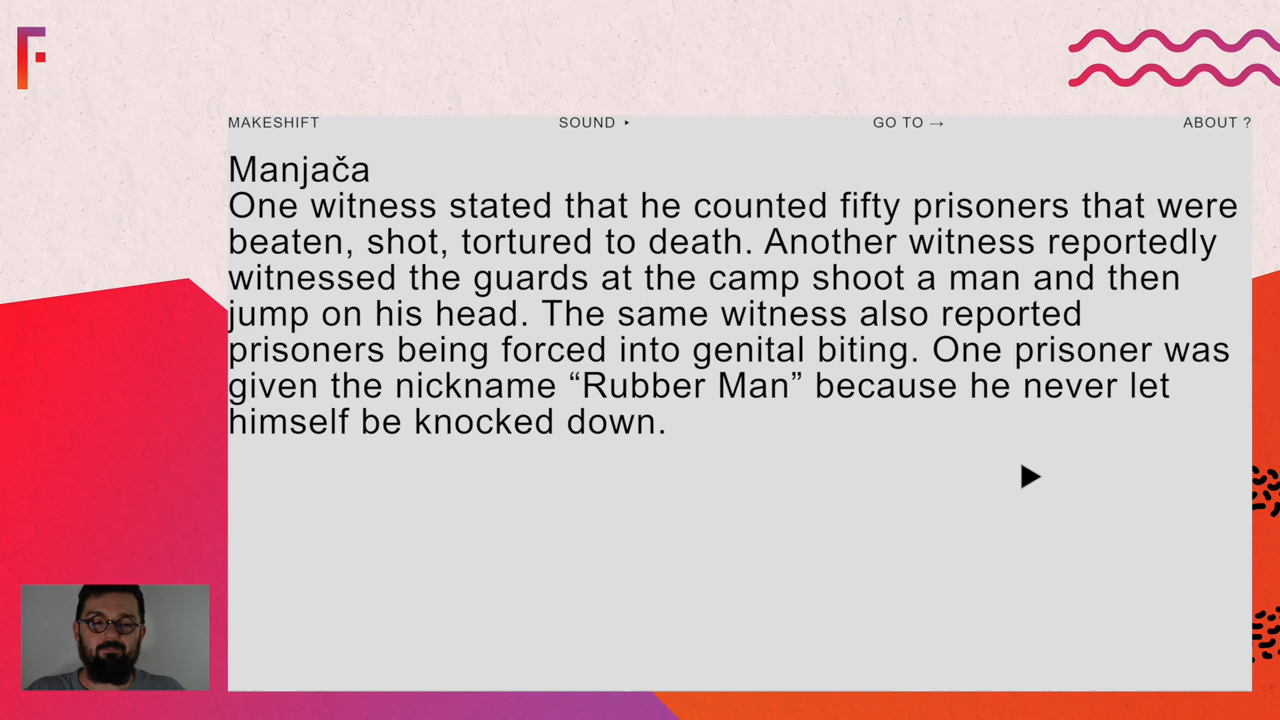 MAKESHIFT
SOUND ‣
GO TO →
ABOUT ?
Manjača
One witness stated that he counted fifty prisoners that were
beaten, shot, tortured to death. Another witness reportedly
witnessed the guards at the camp shoot a man and then
jump on his head. The same witness also reported
prisoners being forced into genital biting. One prisoner was
given the nickname “Rubber Man” because he never let
himself be knocked down.